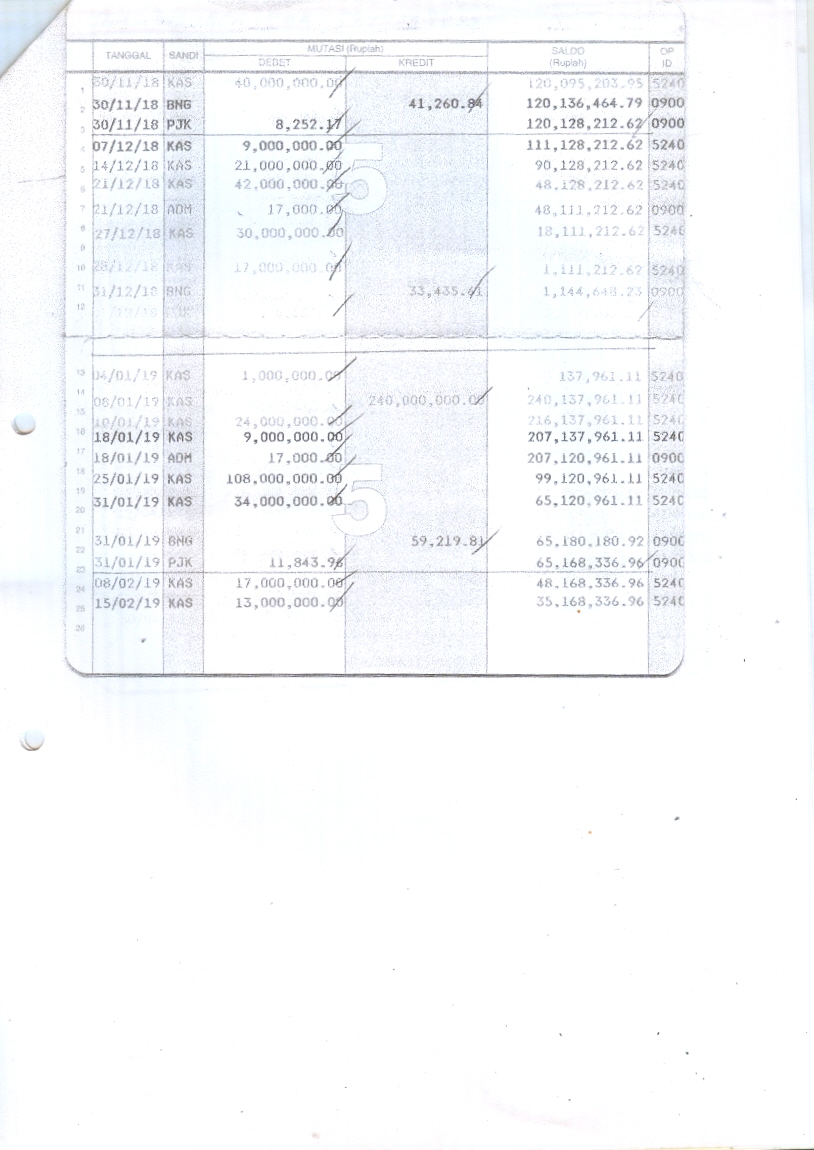 TANGGAL SANDI MUTASI (Rupiah) SALDO OP
DEBET KREDIT (Rupiah) ID
1 30/11/18 KAS 40,000,000.00 120,095,203.95 5240
2 30/11/18 BNG 41,260.84 120,136,464.79 0900
3 30/11/18 PJK 8,252.17 120,128,212.62 0900
4 07/12/18 KAS 9,000,000.00 111,128,212.62 5240
5 14/12/18 KAS 21,000,000.00 90,128,212.62 5240
6 21/12/18 KAS 42,000,000.00 48,128,212.62 5240
7 21/12/18 ADM 17,000.00 48,111,212.62 0900
8 27/12/18 KAS 30,000,000.00 18,111,212.62 5240
9
10 28/12/18 KAS 17,000,000.00 1,111,212.62 5240
11 31/12/18 BNG 33,435.61 1,144,648.23 0900
12
13 04/01/19 KAS 1,000,000.00 137,961.11 5240
14 08/01/19 KAS 240,000,000.00 240,137,961.11 5240
15 10/01/19 KAS 24,000,000.00 216,137,961.11 5240
16 18/01/19 KAS 9,000,000.00 207,137,961.11 5240
17 18/01/19 ADM 17,000.00 207,120,961.11 0900
18 25/01/19 KAS 108,000,000.00 99,120,961.11 5240
19 31/01/19 KAS 34,000,000.00 65,120,961.11 5240
20
21 31/01/19 BNG 59,219.81 65,180,180.92 0900
22 31/01/19 PJK 11,843.96 65,168,336.96 0900
23 08/02/19 KAS 17,000,000.00 48,168,336.96 5240
24 15/02/19 KAS 13,000,000.00 35,168,336.96 5240
25
26
5
5